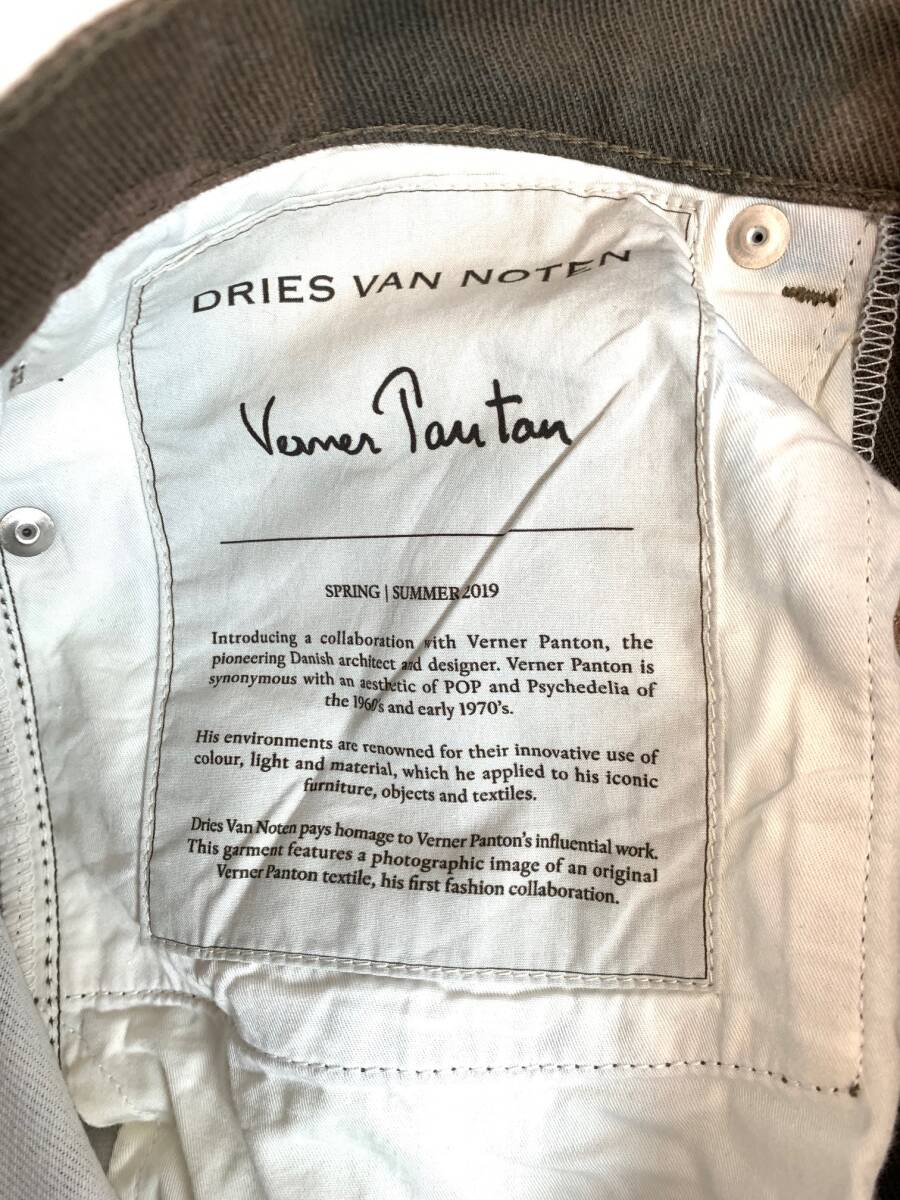 DRIES VAN NOTEN
Verner Panton
SPRING | SUMMER 2019
Introducing a collaboration with Verner Panton, the
pioneering Danish architect and designer. Verner Panton is
synonymous with an aesthetic of POP and Psychedelia of
the 1960's and early 1970's.
His environments are renowned for their innovative use of
colour, light and material, which he applied to his iconic
furniture, objects and textiles.
Dries Van Noten pays homage to Verner Panton's influential work.
This garment features a photographic image of an original
Verner Panton textile, his first fashion collaboration.